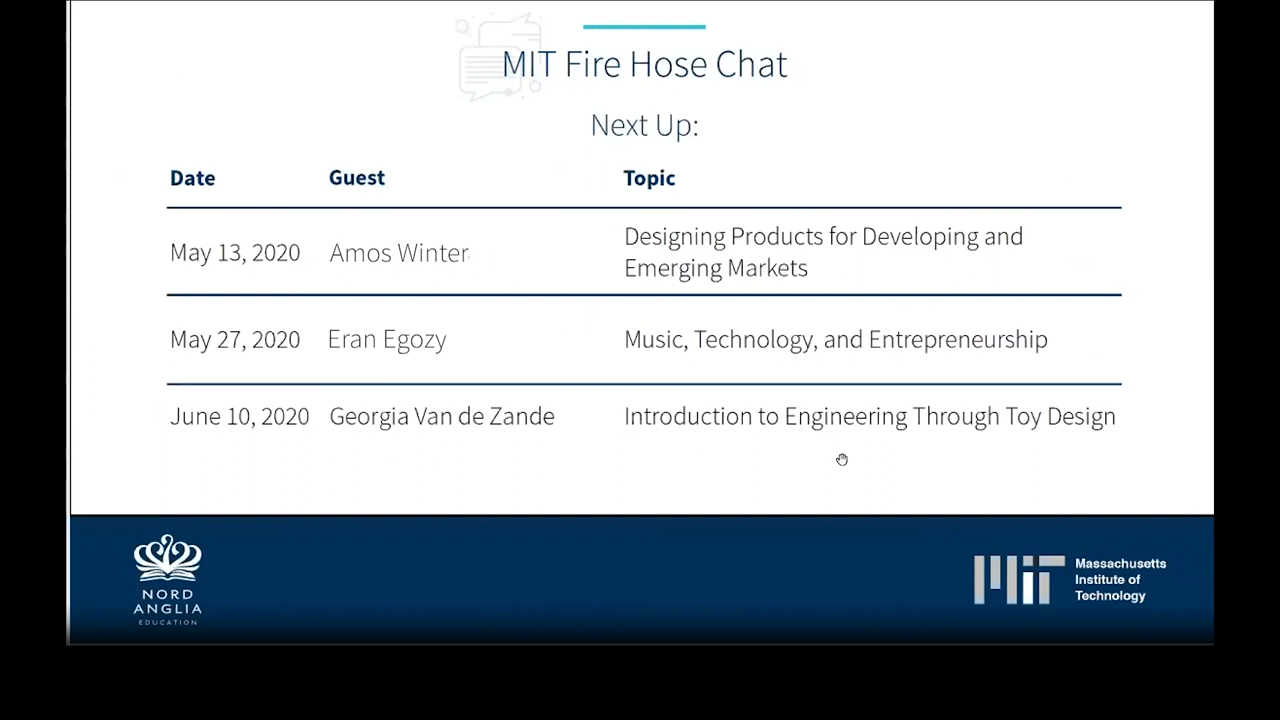 MIT Fire Hose Chat
Next Up:
Date Guest Topic
May 13, 2020 Amos Winter Designing Products for Developing and
Emerging Markets
May 27, 2020 Eran Egozy Music, Technology, and Entrepreneurship
June 10, 2020 Georgia Van de Zande Introduction to Engineering Through Toy Design
NORD
ANGLIA
EDUCATION
MIT
Massachusetts
Institute of
Technology